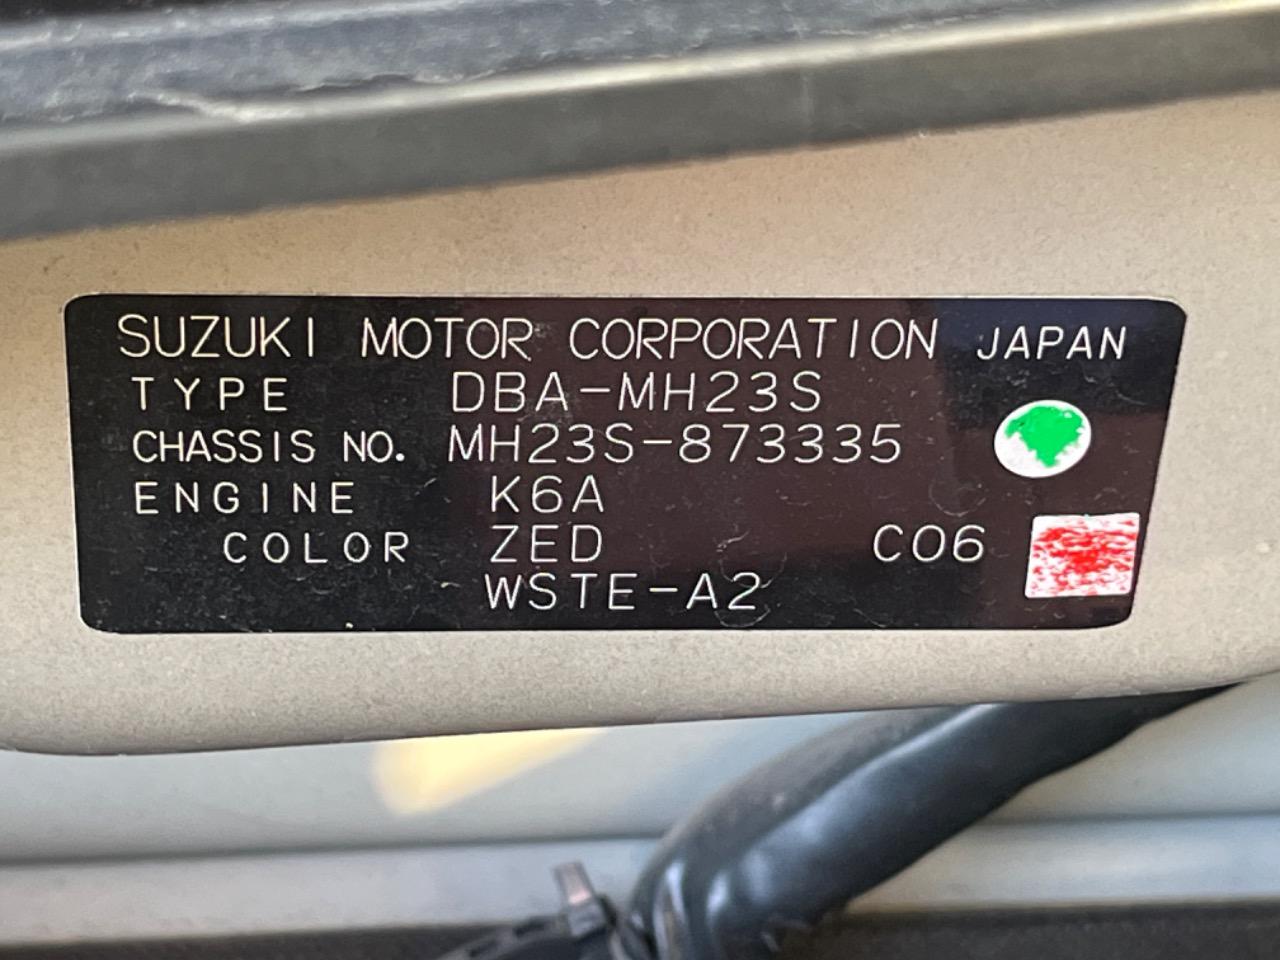 SUZUKI MOTOR CORPORATION JAPAN
TYPE DBA-MH23S
CHASSIS NO. MH23S-873335
ENGINE K6A
COLOR ZED C06
WSTE-A2